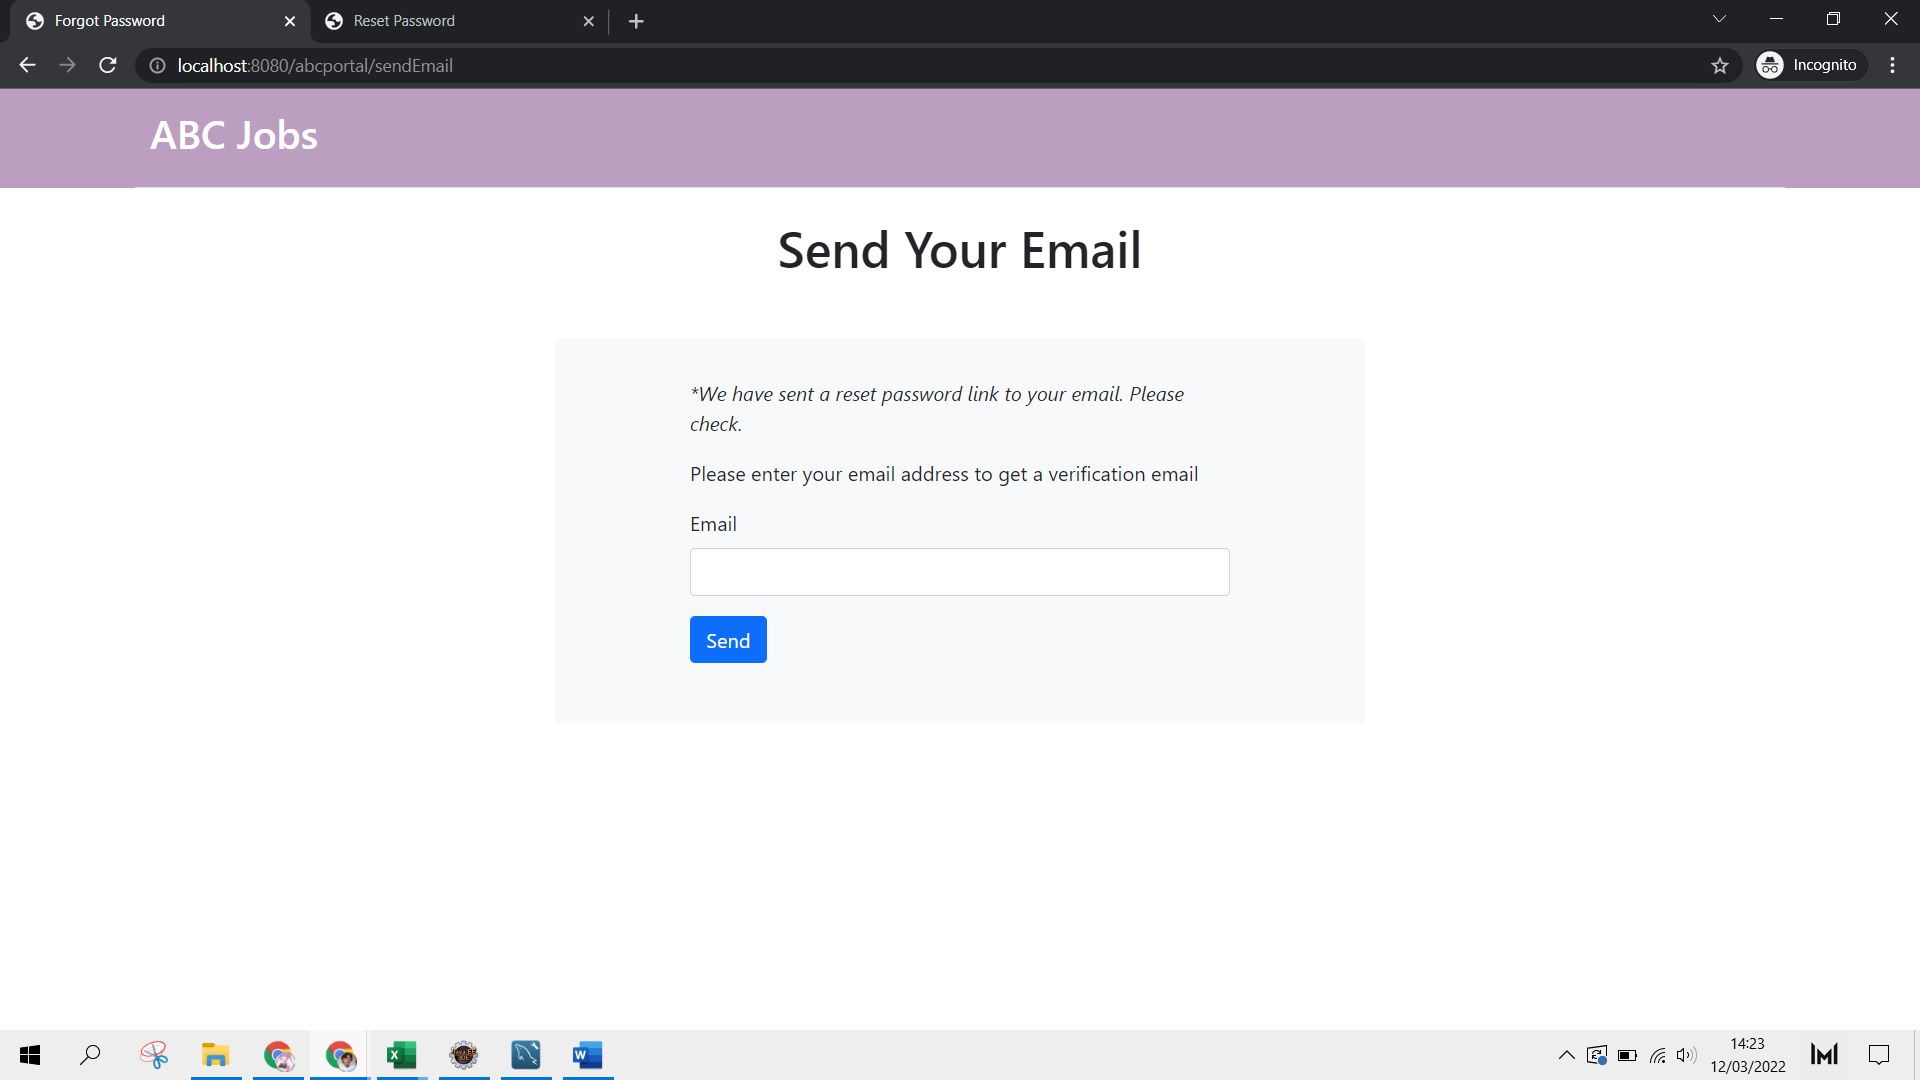 Forgot Password
Reset Password
localhost:8080/abcportal/sendEmail
Incognito
ABC Jobs
Send Your Email
*We have sent a reset password link to your email. Please
check.
Please enter your email address to get a verification email
Email
Send
14:23
12/03/2022